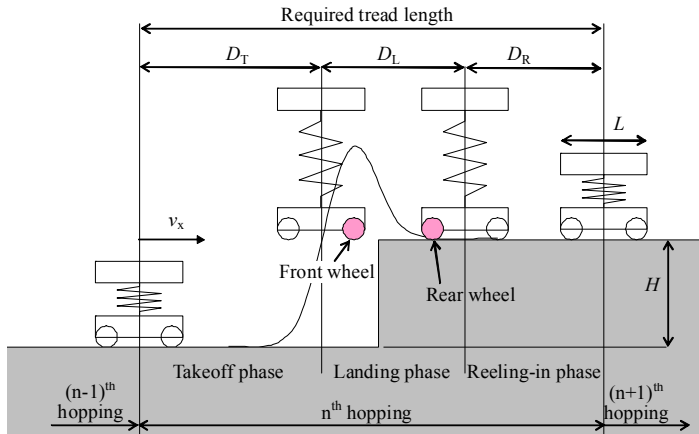 Required tread length
D_T
D_L
D_R
L
v_x
Front wheel
Rear wheel
H
Takeoff phase
Landing phase
Reeling-in phase
(n-1)^th
hopping
n^th hopping
(n+1)^th
hopping